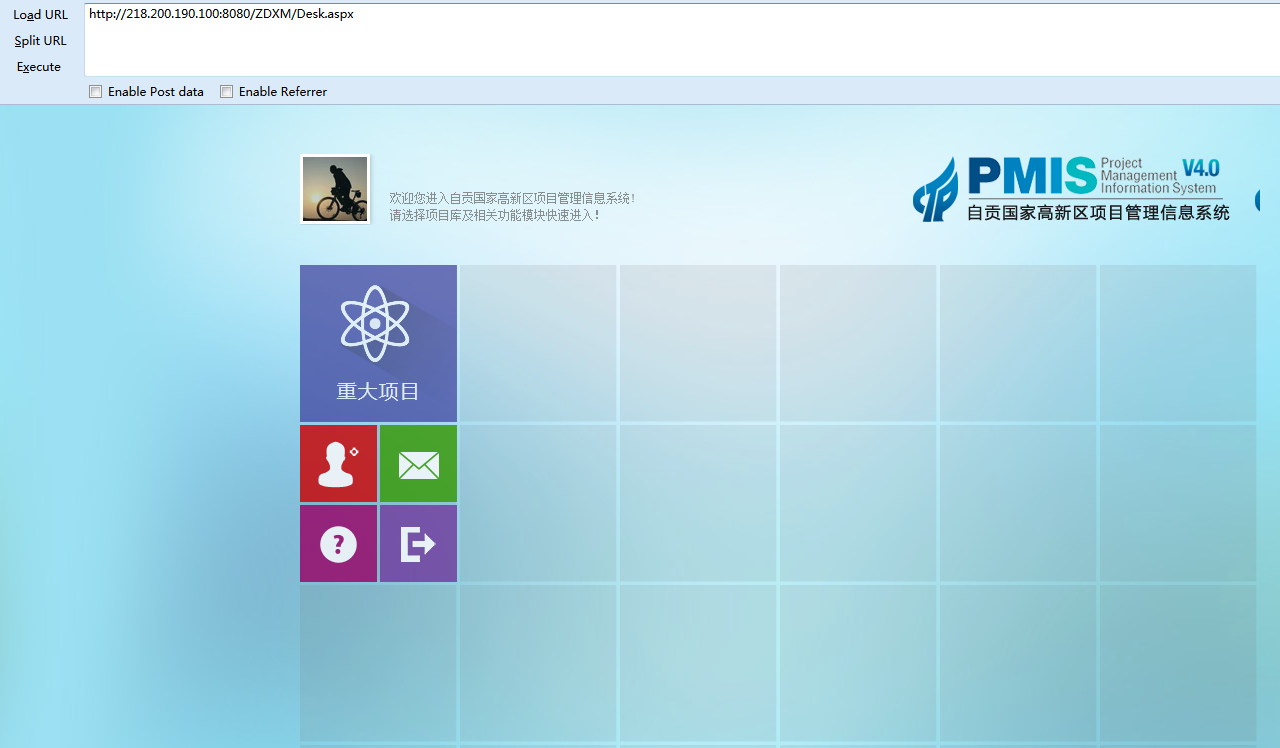 Load URL
http://218.200.190.100:8080/ZDXM/Desk.aspx
Split URL
Execute
Enable Post data
Enable Referrer
欢迎您进入自贡国家高新区项目管理信息系统!
请选择项目库及相关功能模块快速进入!
PMIS
Project
Management
Information System
V4.0
自贡国家高新区项目管理信息系统
重大项目
?